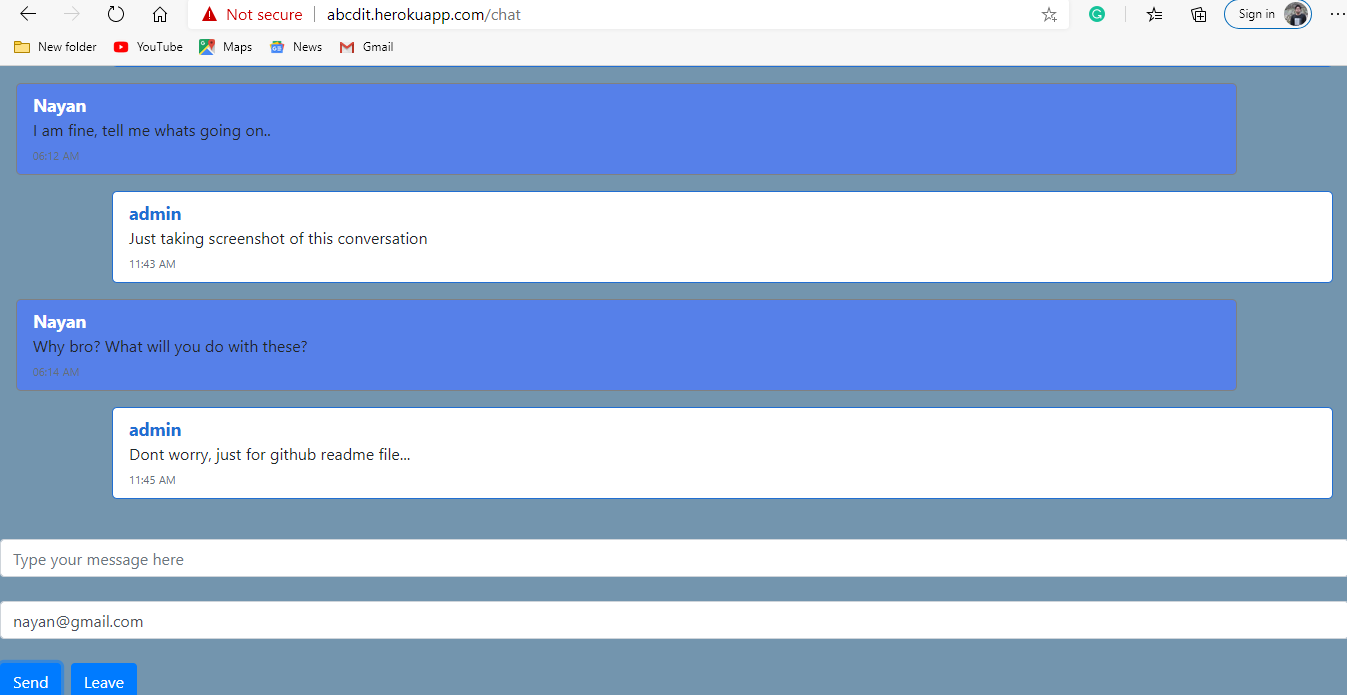 Not secure abcdit.herokuapp.com/chat Sign in
New folder YouTube Maps News Gmail
Nayan
I am fine, tell me whats going on..
06:12 AM
admin
Just taking screenshot of this conversation
11:43 AM
Nayan
Why bro? What will you do with these?
06:14 AM
admin
Dont worry, just for github readme file...
11:45 AM
Type your message here
nayan@gmail.com
Send Leave